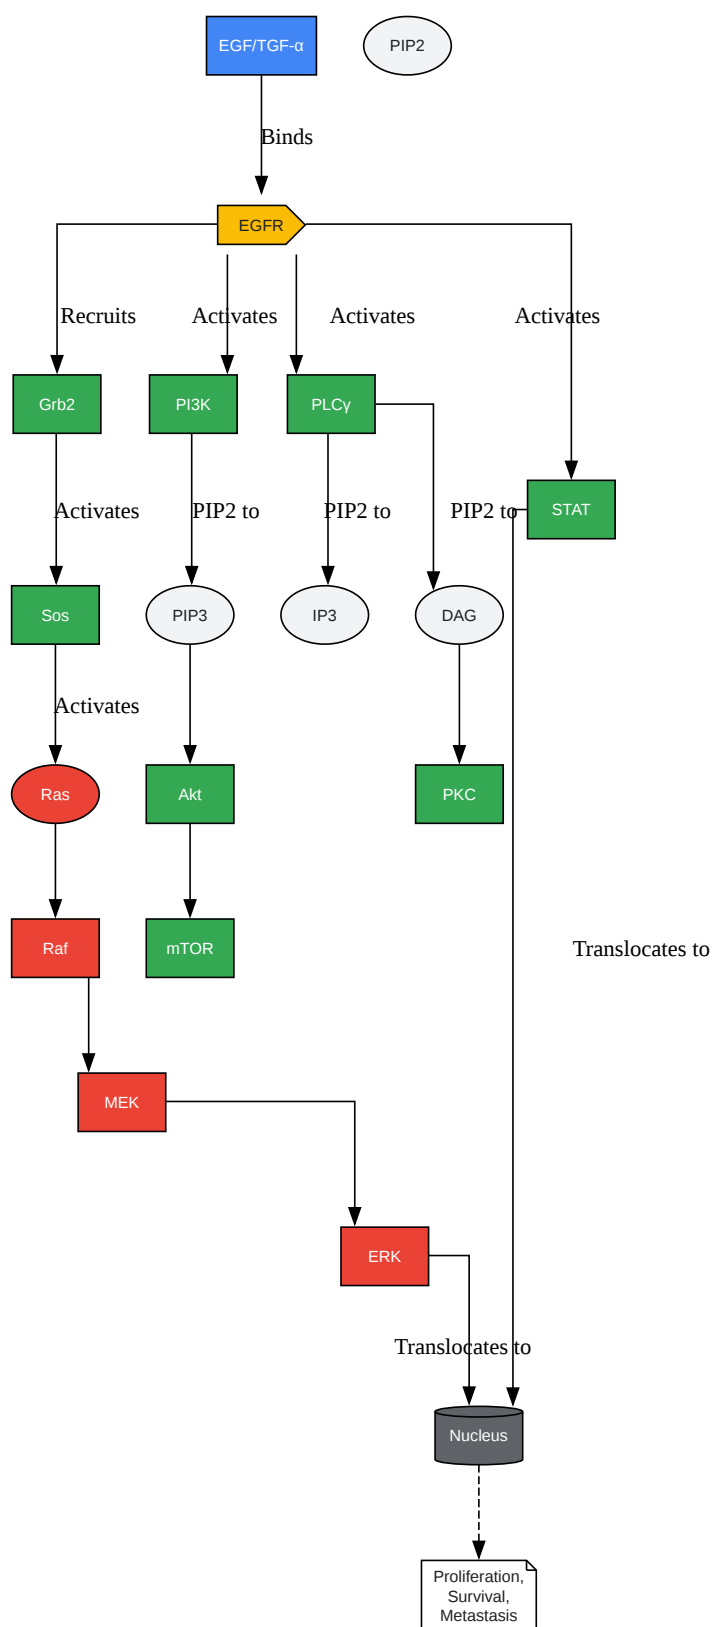 EGF/TGF-α
PIP2
Binds
EGFR
Recruits
Activates
Activates
Activates
Grb2
PI3K
PLCγ
STAT
Activates
PIP2 to
PIP2 to
PIP2 to
Sos
PIP3
IP3
DAG
Activates
Ras
Akt
PKC
Raf
mTOR
Translocates to
MEK
ERK
Translocates to
Nucleus
Proliferation,
Survival,
Metastasis